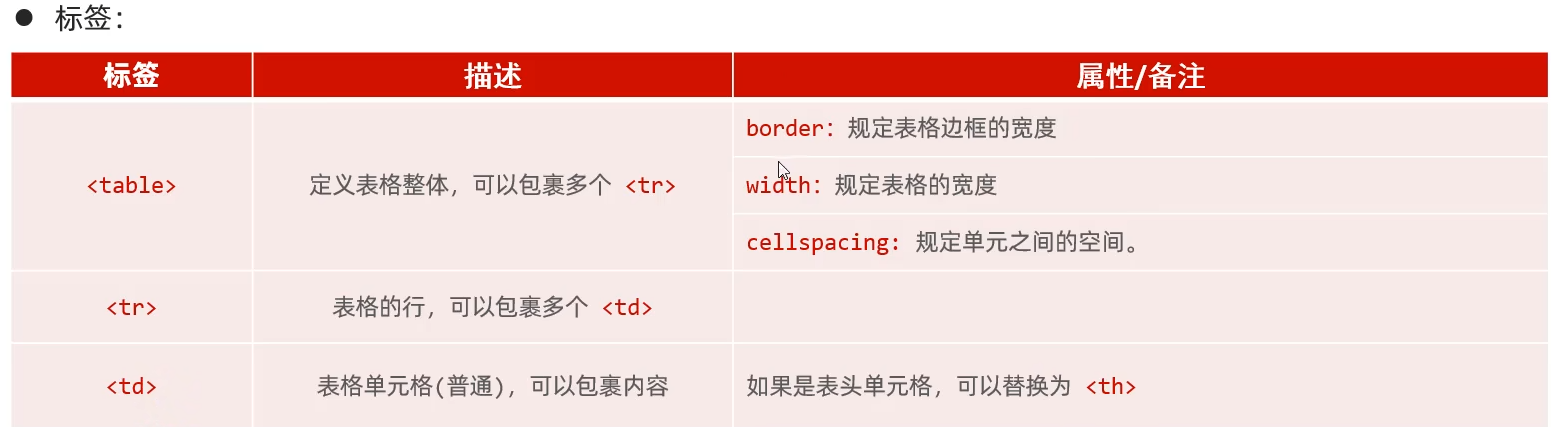 ● 标签：
标签 描述 属性/备注
<table> 定义表格整体，可以包裹多个 <tr> border：规定表格边框的宽度
width：规定表格的宽度
cellspacing: 规定单元之间的空间。
<tr> 表格的行，可以包裹多个 <td>
<td> 表格单元格(普通)，可以包裹内容 如果是表头单元格，可以替换为 <th>